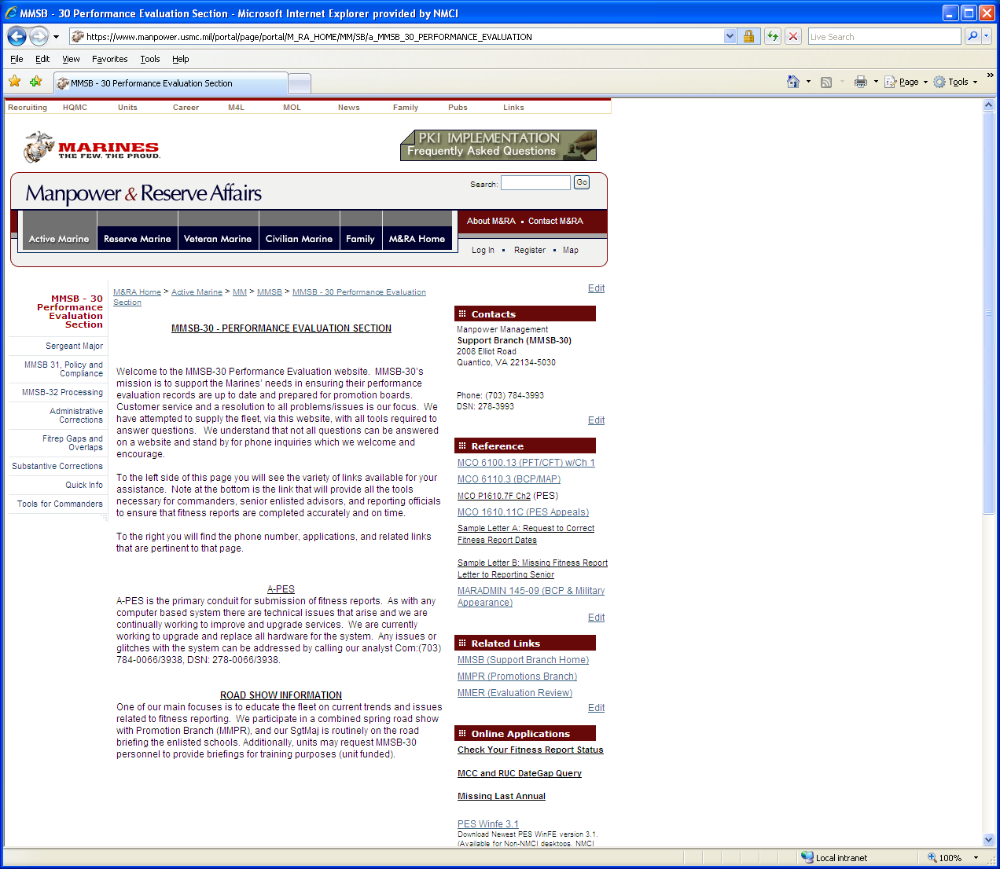 MMSB - 30 Performance Evaluation Section - Microsoft Internet Explorer provided by NMCI
https://www.manpower.usmc.mil/portal/page/portal/M_RA_HOME/MM/SB/a_MMSB_30_PERFORMANCE_EVALUATION
Live Search
File Edit View Favorites Tools Help
MMSB - 30 Performance Evaluation Section
Page Tools
Recruiting HQMC Units Career M4L MOL News Family Pubs Links
MARINES
THE FEW. THE PROUD.
PKI IMPLEMENTATION
Frequently Asked Questions
Manpower & Reserve Affairs
Search: Go
Active Marine Reserve Marine Veteran Marine Civilian Marine Family M&RA Home
About M&RA ▪ Contact M&RA
Log In ▪ Register ▪ Map
MMSB - 30
Performance
Evaluation
Section
Sergeant Major
MMSB 31, Policy and
Compliance
MMSB-32 Processing
Administrative
Corrections
Fitrep Gaps and
Overlaps
Substantive Corrections
Quick Info
Tools for Commanders
M&RA Home > Active Marine > MM > MMSB > MMSB - 30 Performance Evaluation
Section
MMSB-30 - PERFORMANCE EVALUATION SECTION
Welcome to the MMSB-30 Performance Evaluation website.  MMSB-30's
mission is to support the Marines' needs in ensuring their performance
evaluation records are up to date and prepared for promotion boards.
Customer service and a resolution to all problems/issues is our focus.  We
have attempted to supply the fleet, via this website, with all tools required to
answer questions.   We understand that not all questions can be answered
on a website and stand by for phone inquiries which we welcome and
encourage.
To the left side of this page you will see the variety of links available for your
assistance.  Note at the bottom is the link that will provide all the tools
necessary for commanders, senior enlisted advisors, and reporting officials
to ensure that fitness reports are completed accurately and on time.
To the right you will find the phone number, applications, and related links
that are pertinent to that page.
A-PES
A-PES is the primary conduit for submission of fitness reports.  As with any
computer based system there are technical issues that arise and we are
continually working to improve and upgrade services.  We are currently
working to upgrade and replace all hardware for the system.  Any issues or
glitches with the system can be addressed by calling our analyst Com:(703)
784-0066/3938, DSN: 278-0066/3938.
ROAD SHOW INFORMATION
One of our main focuses is to educate the fleet on current trends and issues
related to fitness reporting.  We participate in a combined spring road show
with Promotion Branch (MMPR), and our SgtMaj is routinely on the road
briefing the enlisted schools. Additionally, units may request MMSB-30
personnel to provide briefings for training purposes (unit funded).
Edit
Contacts
Manpower Management
Support Branch (MMSB-30)
2008 Elliot Road
Quantico, VA 22134-5030
Phone: (703) 784-3993
DSN: 278-3993
Edit
Reference
MCO 6100.13 (PFT/CFT) w/Ch 1
MCO 6110.3 (BCP/MAP)
MCO P1610.7F Ch2 (PES)
MCO 1610.11C (PES Appeals)
Sample Letter A: Request to Correct
Fitness Report Dates
Sample Letter B: Missing Fitness Report
Letter to Reporting Senior
MARADMIN 145-09 (BCP & Military
Appearance)
Edit
Related Links
MMSB (Support Branch Home)
MMPR (Promotions Branch)
MMER (Evaluation Review)
Edit
Online Applications
Check Your Fitness Report Status
MCC and RUC DateGap Query
Missing Last Annual
PES Winfe 3.1
Download Newest PES WinFE version 3.1.
(Available for Non-NMCI desktops. NMCI
Local intranet
100%